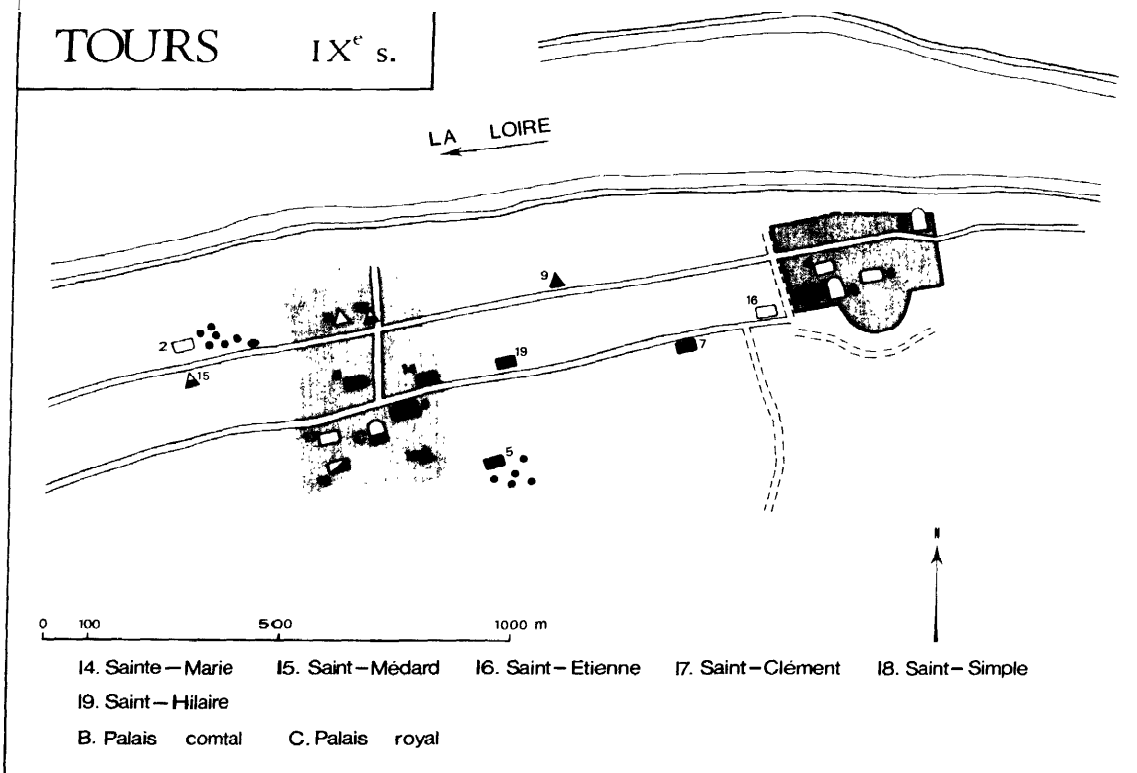 TOURS IXe s.
LA LOIRE
9
16
2
15
19
7
14
5
N
0 100 500 1000 m
14. Sainte-Marie 15. Saint-Médard 16. Saint-Etienne 17. Saint-Clément 18. Saint-Simple
19. Saint-Hilaire
B. Palais comtal C. Palais royal